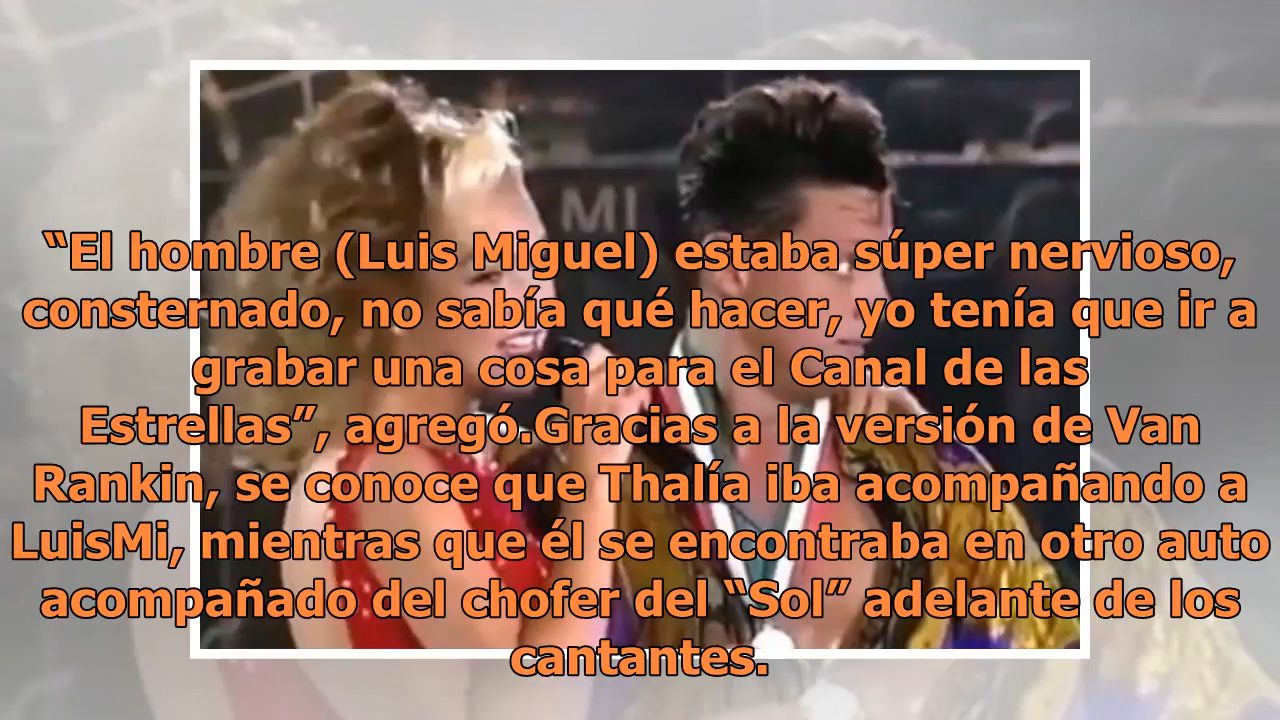 “El hombre (Luis Miguel) estaba súper nervioso,
consternado, no sabía qué hacer, yo tenía que ir a
grabar una cosa para el Canal de las
Estrellas”, agregó.Gracias a la versión de Van
Rankin, se conoce que Thalía iba acompañando a
LuisMi, mientras que él se encontraba en otro auto
acompañado del chofer del “Sol” adelante de los
cantantes.
MI